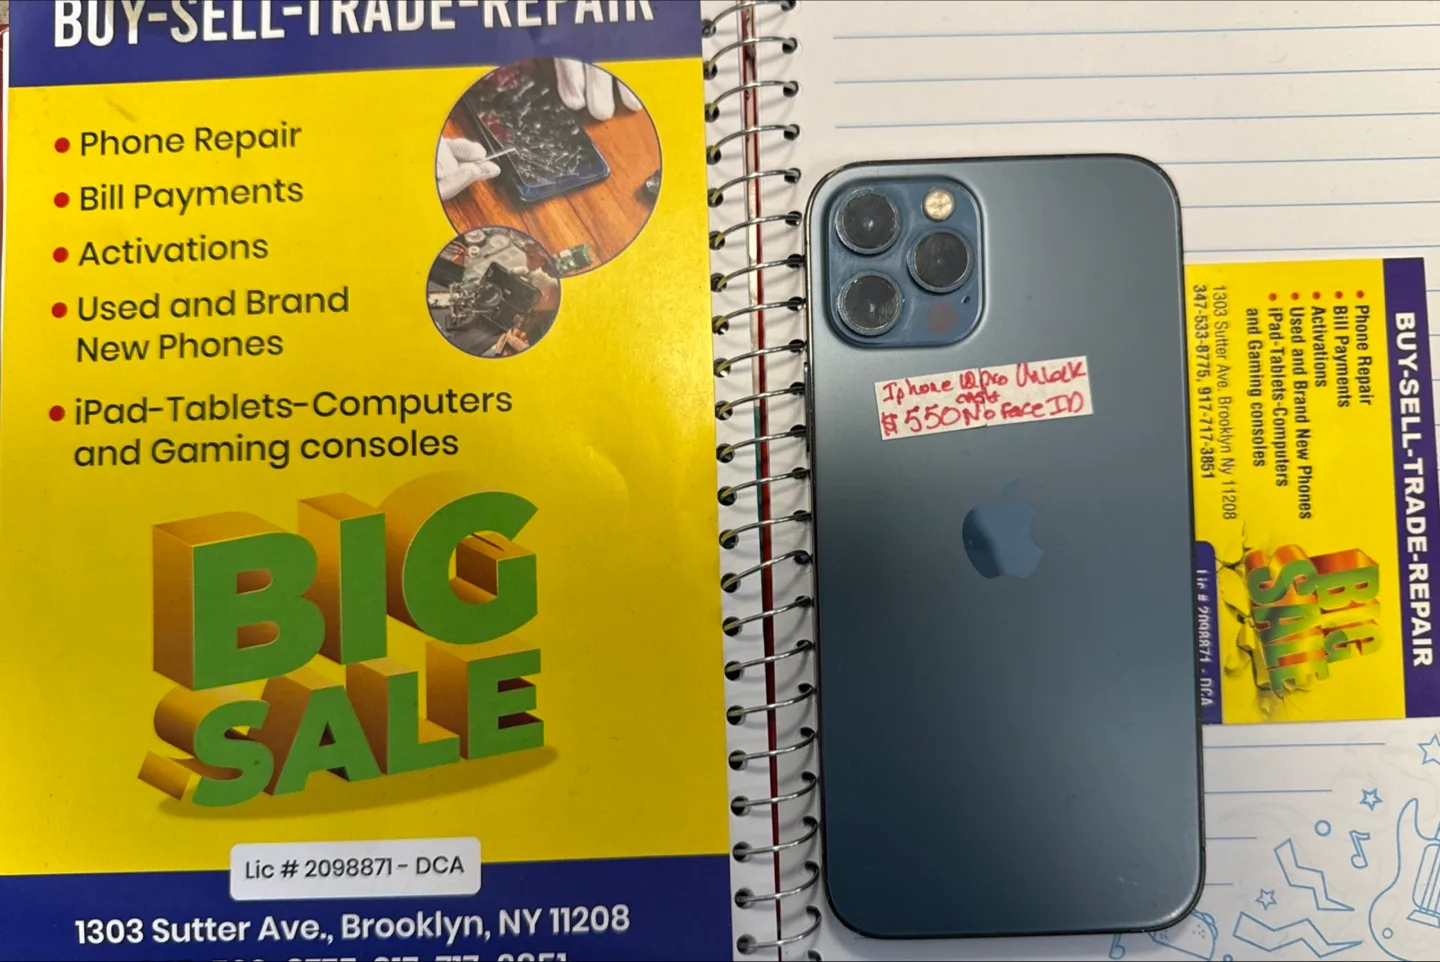 BUY-SELL-TRADE-REPAIR
Phone Repair
Bill Payments
Activations
Used and Brand
New Phones
iPad-Tablets-Computers
and Gaming consoles
BIG
SALE
Lic # 2098871 - DCA
1303 Sutter Ave., Brooklyn, NY 11208
Iphone 12 pro Unlock
$550 No Face ID
BUY-SELL-TRADE-REPAIR
Phone Repair
Bill Payments
Activations
Used and Brand New Phones
iPad-Tablets-Computers
and Gaming consoles
1303 Sutter Ave. Brooklyn Ny 11208
347-533-8775, 917-717-3851
BIG
SALE
Lic # 2098871 - DCA